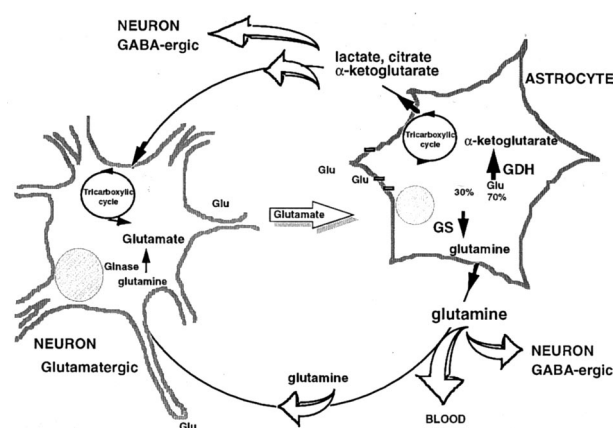 NEURON
GABA-ergic
lactate, citrate
α-ketoglutarate
ASTROCYTE
Tricarboxylic
cycle
α-ketoglutarate
GDH
Glu
70%
30%
GS
glutamine
Glu
Glu
Tricarboxylic
cycle
Glu
Glutamate
Glutamate
Glnase
glutamine
NEURON
Glutamatergic
Glu
glutamine
glutamine
NEURON
GABA-ergic
BLOOD